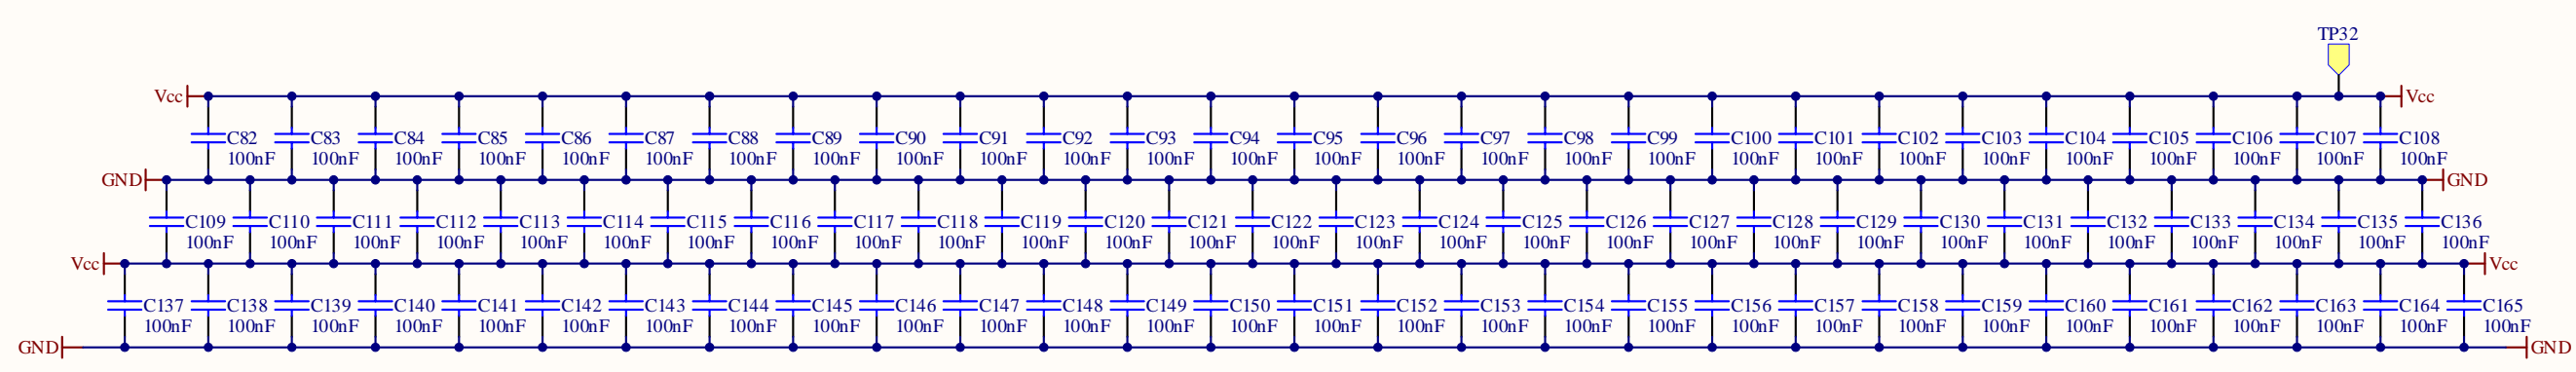 TP32
Vcc Vcc
C82 C83 C84 C85 C86 C87 C88 C89 C90 C91 C92 C93 C94 C95 C96 C97 C98 C99 C100 C101 C102 C103 C104 C105 C106 C107 C108
100nF 100nF 100nF 100nF 100nF 100nF 100nF 100nF 100nF 100nF 100nF 100nF 100nF 100nF 100nF 100nF 100nF 100nF 100nF 100nF 100nF 100nF 100nF 100nF 100nF 100nF 100nF
GND GND
C109 C110 C111 C112 C113 C114 C115 C116 C117 C118 C119 C120 C121 C122 C123 C124 C125 C126 C127 C128 C129 C130 C131 C132 C133 C134 C135 C136
100nF 100nF 100nF 100nF 100nF 100nF 100nF 100nF 100nF 100nF 100nF 100nF 100nF 100nF 100nF 100nF 100nF 100nF 100nF 100nF 100nF 100nF 100nF 100nF 100nF 100nF 100nF 100nF
Vcc Vcc
C137 C138 C139 C140 C141 C142 C143 C144 C145 C146 C147 C148 C149 C150 C151 C152 C153 C154 C155 C156 C157 C158 C159 C160 C161 C162 C163 C164 C165
100nF 100nF 100nF 100nF 100nF 100nF 100nF 100nF 100nF 100nF 100nF 100nF 100nF 100nF 100nF 100nF 100nF 100nF 100nF 100nF 100nF 100nF 100nF 100nF 100nF 100nF 100nF 100nF 100nF
GND GND